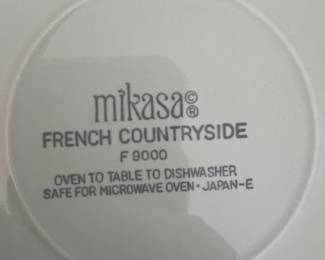 mikasa©®
FRENCH COUNTRYSIDE
F 9000
OVEN TO TABLE TO DISHWASHER
SAFE FOR MICROWAVE OVEN • JAPAN-E